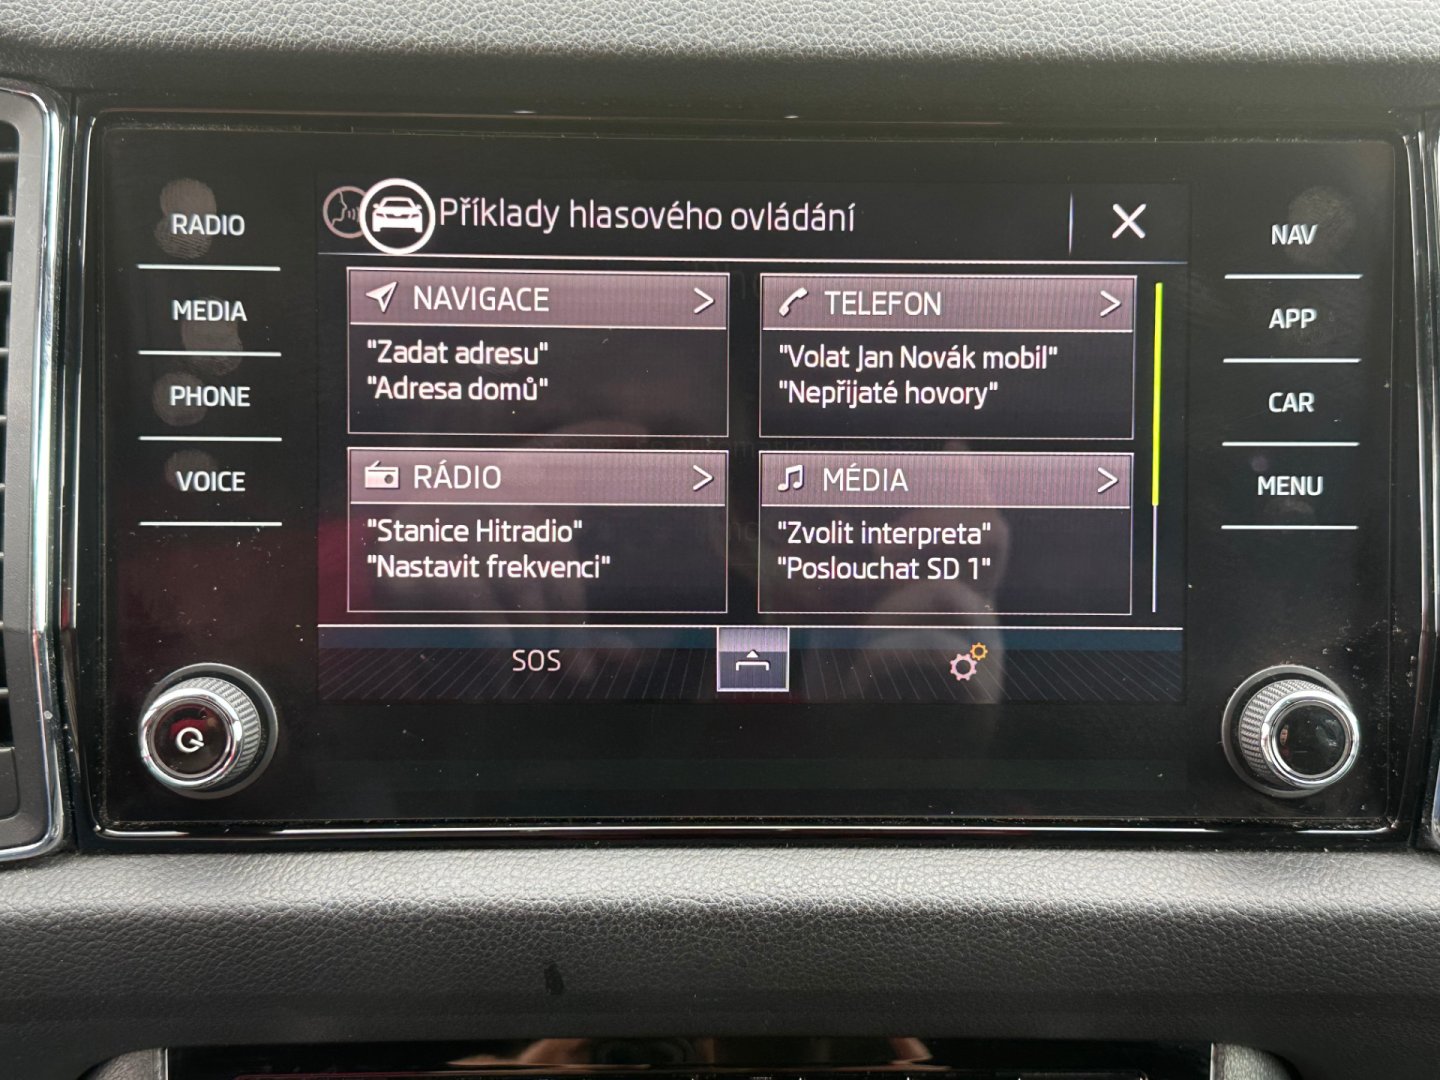 Příklady hlasového ovládání
RADIO
MEDIA
PHONE
VOICE
NAVIGACE
"Zadat adresu"
"Adresa domů"
TELEFON
"Volat Jan Novák mobil"
"Nepřijaté hovory"
RÁDIO
"Stanice Hitradio"
"Nastavit frekvenci"
MÉDIA
"Zvolit interpreta"
"Poslouchat SD 1"
SOS
NAV
APP
CAR
MENU